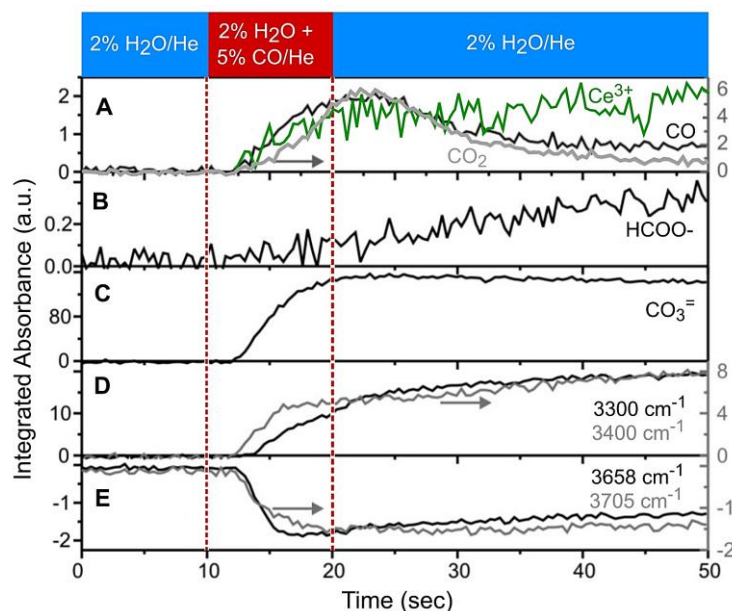 2% H₂O/He
2% H₂O +
5% CO/He
2% H₂O/He
A
Ce³⁺
CO
CO₂
2
1
0
6
4
2
0
B
HCOO-
0.2
0.0
C
CO₃⁼
80
0
D
3300 cm⁻¹
3400 cm⁻¹
10
0
8
4
0
E
3658 cm⁻¹
3705 cm⁻¹
-1
-2
-1
-2
0 10 20 30 40 50
Time (sec)
Integrated Absorbance (a.u.)